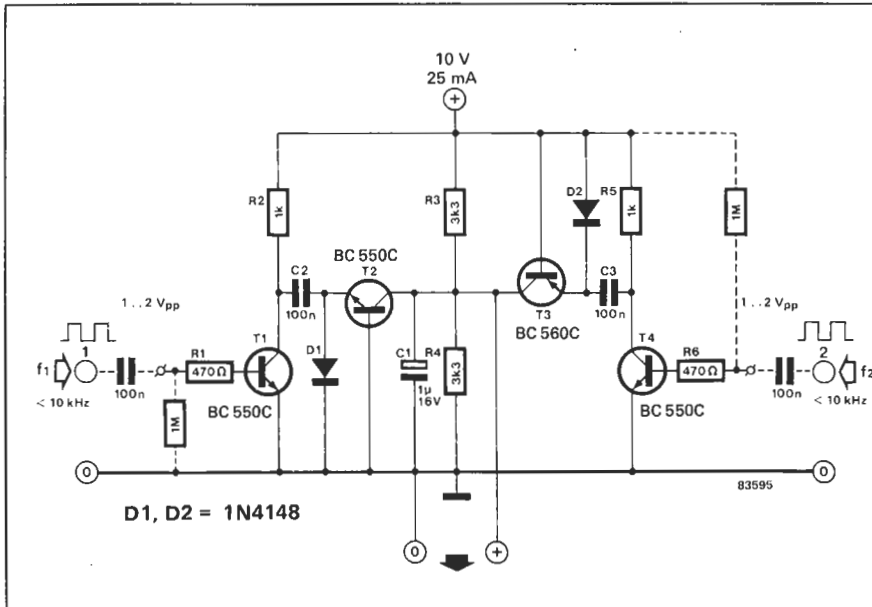 10 V
25 mA
+
R2
1k
R3
3k3
D2
R5
1k
1M
BC 550C
T2
C2
100n
T3
BC 560C
C3
100n
1 .. 2 Vpp
1 .. 2 Vpp
f1
1
< 10 kHz
100n
R1
470 Ω
T1
BC 550C
1M
D1
C1
1µ
16V
R4
3k3
T4
R6
470 Ω
BC 550C
100n
2
f2
< 10 kHz
0
0
83595
D1, D2 = 1N4148
0
+